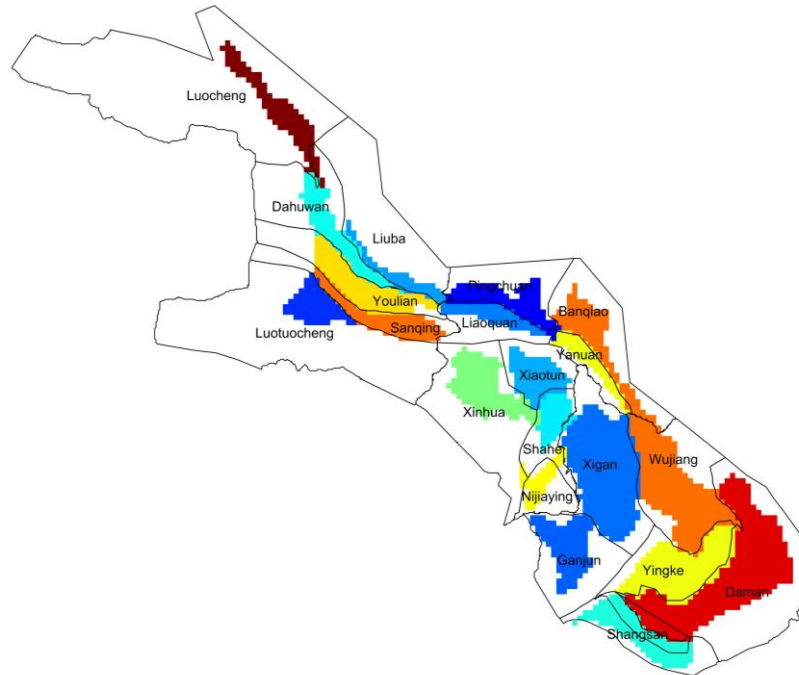 Luocheng
Dahuwan
Liuba
Pingchuan
Youlian
Banqiao
Luotuocheng
Sanqing
Liaoquan
Yanuan
Xiaotun
Xinhua
Shahe
Xigan
Wujiang
Nijiaying
Ganjun
Yingke
Daman
Shangsan